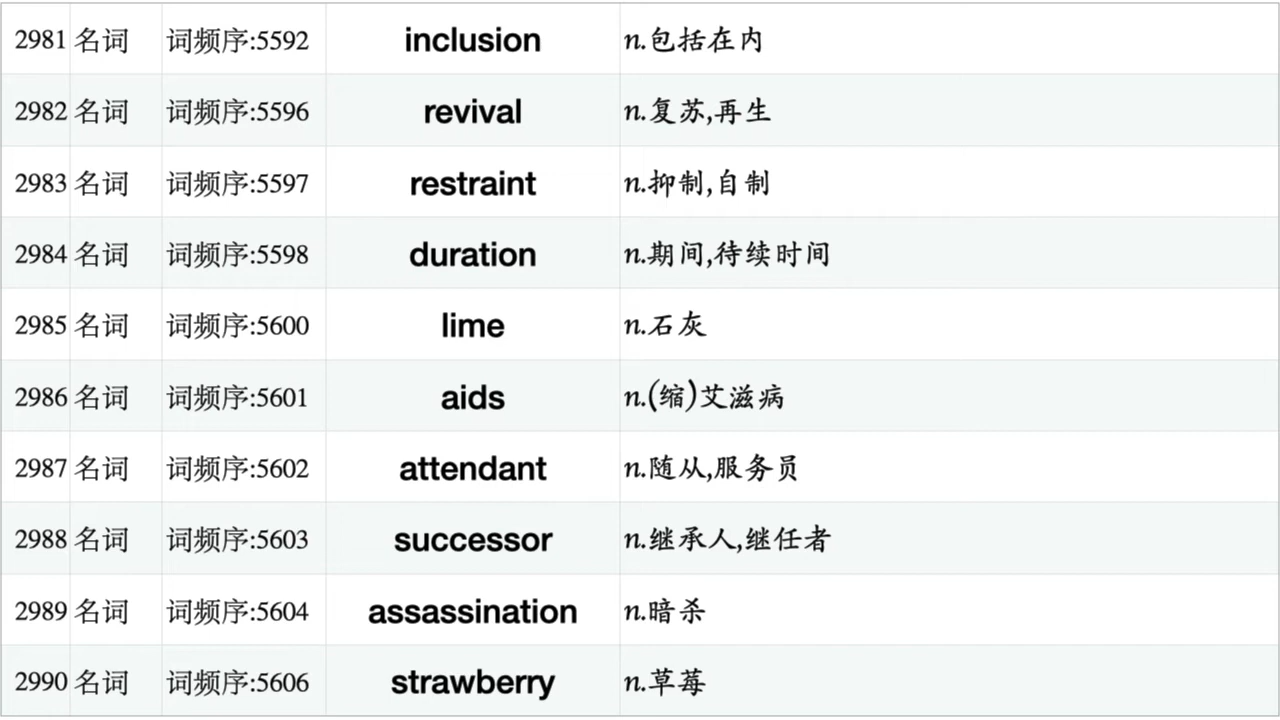 2981 名词 词频序:5592 inclusion n.包括在内
2982 名词 词频序:5596 revival n.复苏,再生
2983 名词 词频序:5597 restraint n.抑制,自制
2984 名词 词频序:5598 duration n.期间,待续时间
2985 名词 词频序:5600 lime n.石灰
2986 名词 词频序:5601 aids n.(缩)艾滋病
2987 名词 词频序:5602 attendant n.随从,服务员
2988 名词 词频序:5603 successor n.继承人,继任者
2989 名词 词频序:5604 assassination n.暗杀
2990 名词 词频序:5606 strawberry n.草莓